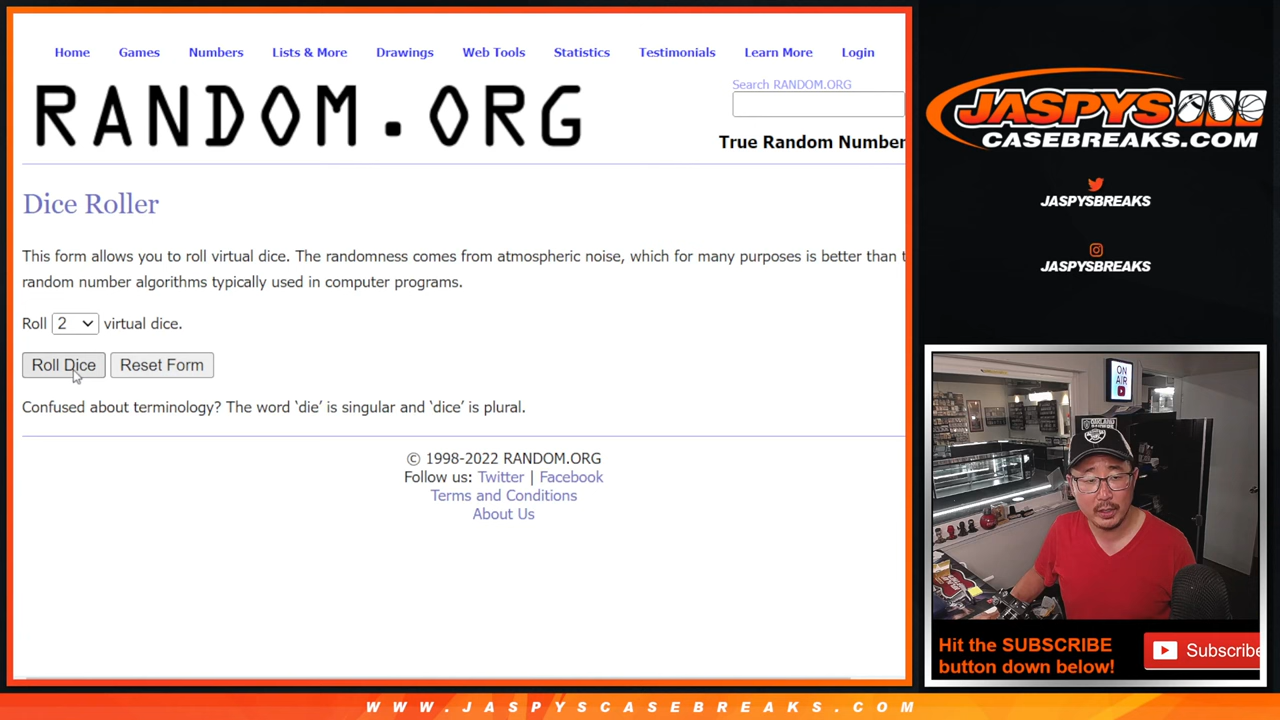 Home Games Numbers Lists & More Drawings Web Tools Statistics Testimonials Learn More Login
RANDOM.ORG
Search RANDOM.ORG
True Random Number
Dice Roller
This form allows you to roll virtual dice. The randomness comes from atmospheric noise, which for many purposes is better than t
random number algorithms typically used in computer programs.
Roll 2 virtual dice.
Roll Dice Reset Form
Confused about terminology? The word ‘die’ is singular and ‘dice’ is plural.
© 1998-2022 RANDOM.ORG
Follow us: Twitter | Facebook
Terms and Conditions
About Us
JASPYS
CASEBREAKS.COM
JASPYSBREAKS
JASPYSBREAKS
ON
AIR
Hit the SUBSCRIBE
button down below!
Subscribe
WWW.JASPYSCASEBREAKS.COM